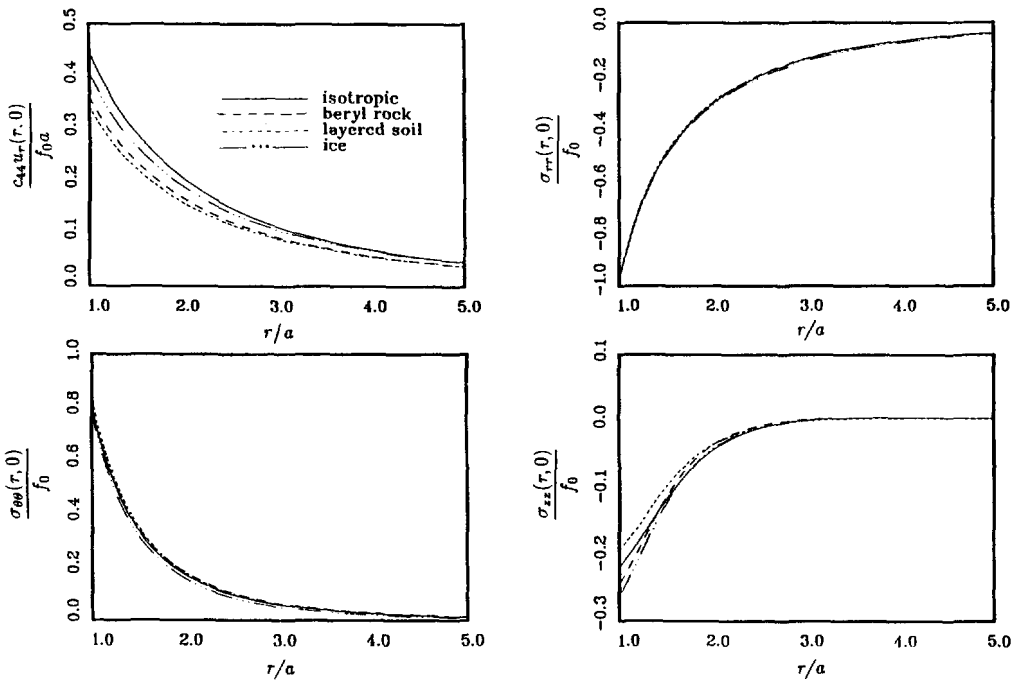 0.5
0.4
0.3
0.2
0.1
0.0
c₄₄uᵣ(r, 0)
f₀a
isotropic
beryl rock
layered soil
ice
1.0 2.0 3.0 4.0 5.0
r/a
0.0
-0.2
-0.4
-0.6
-0.8
-1.0
σᵣᵣ(r, 0)
f₀
1.0 2.0 3.0 4.0 5.0
r/a
1.0
0.8
0.6
0.4
0.2
0.0
σ_θθ(r, 0)
f₀
1.0 2.0 3.0 4.0 5.0
r/a
0.1
0.0
-0.1
-0.2
-0.3
σ_zz(r, 0)
f₀
1.0 2.0 3.0 4.0 5.0
r/a